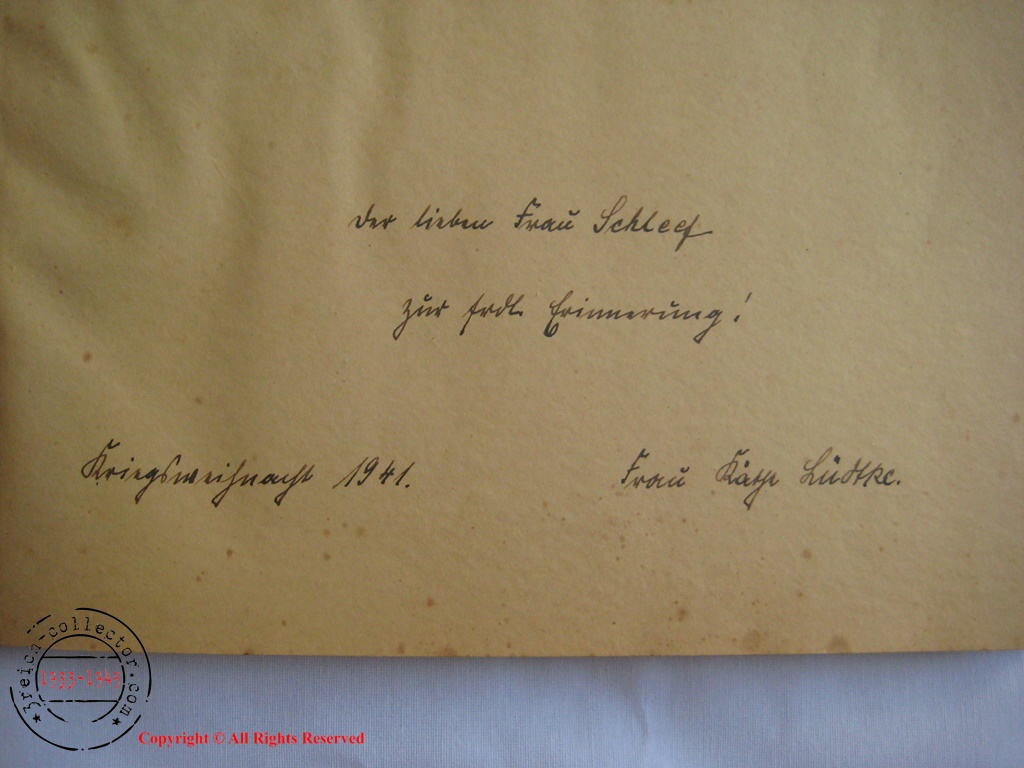 Der lieben Frau Schleef
zur frdl. Erinnerung!
Kriegsweihnacht 1941.
Frau Käthe Lüdtke.
3reich-collector.com
1933-1945
Copyright © All Rights Reserved